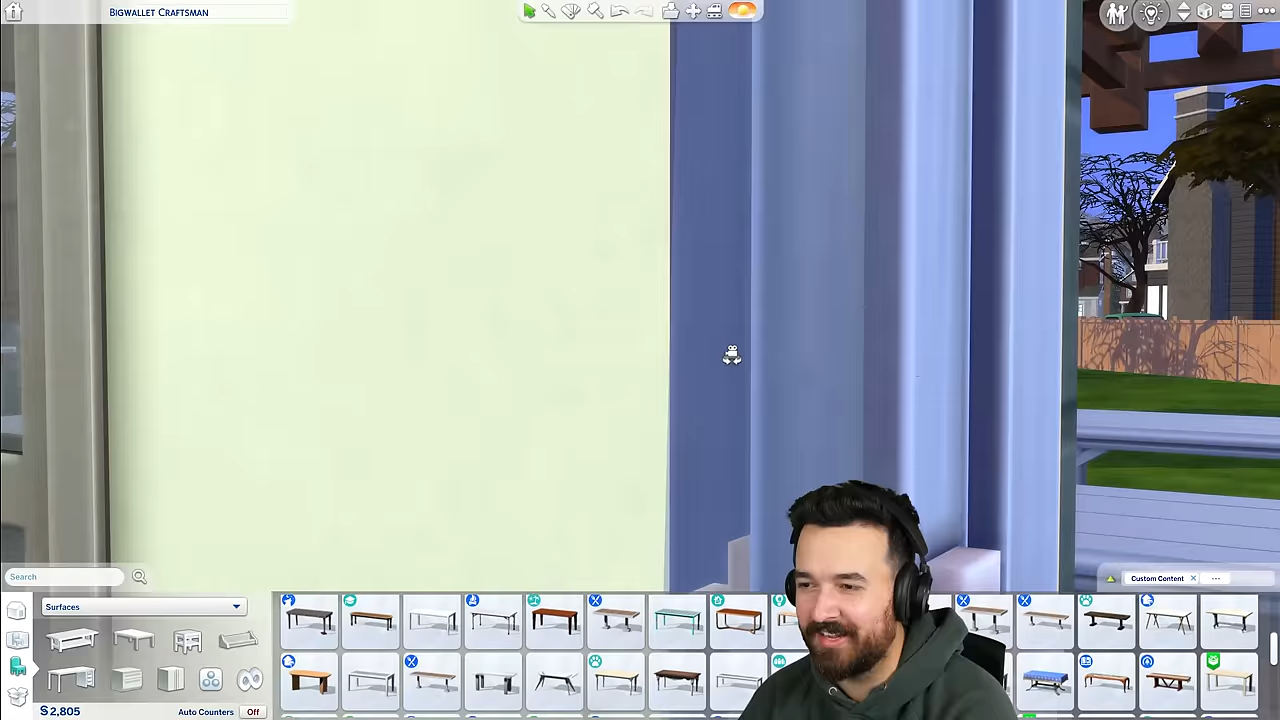 BIGWALLET CRAFTSMAN
Search
Custom Content
Surfaces
§2,805
Auto Counters
Off